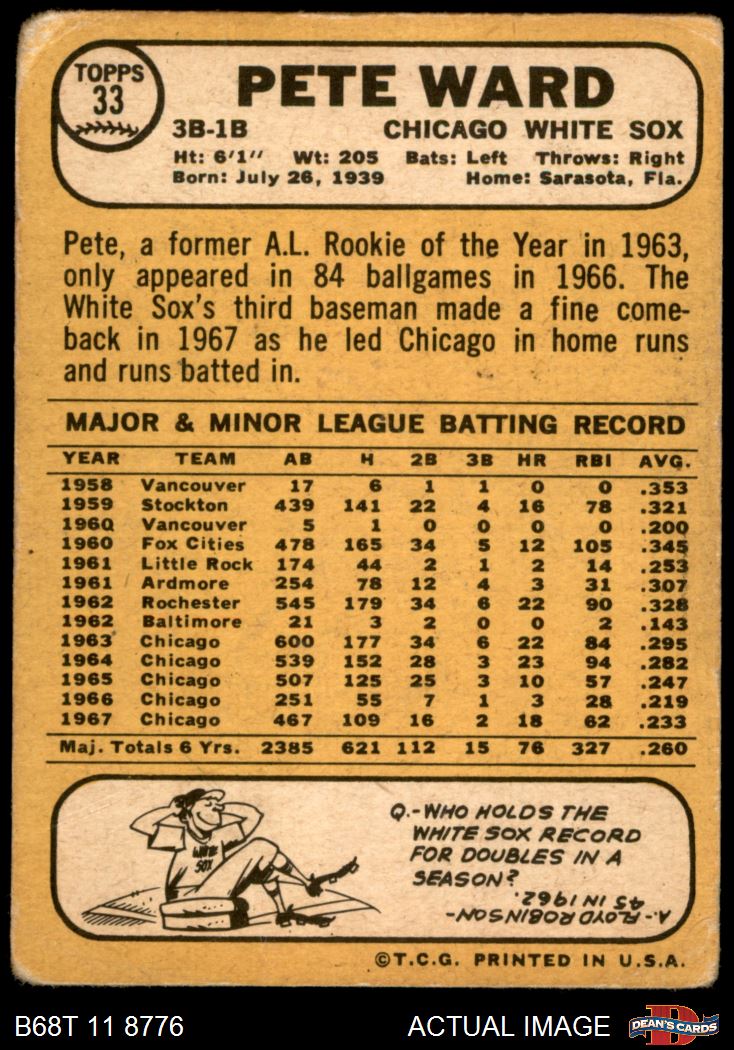 TOPPS
33
PETE WARD
3B-1B CHICAGO WHITE SOX
Ht: 6'1" Wt: 205 Bats: Left Throws: Right
Born: July 26, 1939 Home: Sarasota, Fla.
Pete, a former A.L. Rookie of the Year in 1963,
only appeared in 84 ballgames in 1966. The
White Sox's third baseman made a fine come-
back in 1967 as he led Chicago in home runs
and runs batted in.
MAJOR & MINOR LEAGUE BATTING RECORD
YEAR TEAM AB H 2B 3B HR RBI AVG.
1958 Vancouver 17 6 1 1 0 0 .353
1959 Stockton 439 141 22 4 16 78 .321
1960 Vancouver 5 1 0 0 0 0 .200
1960 Fox Cities 478 165 34 5 12 105 .345
1961 Little Rock 174 44 2 1 2 14 .253
1961 Ardmore 254 78 12 4 3 31 .307
1962 Rochester 545 179 34 6 22 90 .328
1962 Baltimore 21 3 2 0 0 2 .143
1963 Chicago 600 177 34 6 22 84 .295
1964 Chicago 539 152 28 3 23 94 .282
1965 Chicago 507 125 25 3 10 57 .247
1966 Chicago 251 55 7 1 3 28 .219
1967 Chicago 467 109 16 2 18 62 .233
Maj. Totals 6 Yrs. 2385 621 112 15 76 327 .260
WHITE
SOX
Q.-WHO HOLDS THE
WHITE SOX RECORD
FOR DOUBLES IN A
SEASON?
A.-FLOYD ROBINSON-
45 IN 1962.
©T.C.G. PRINTED IN U.S.A.
B68T 11 8776 ACTUAL IMAGE
D
DEAN'S CARDS